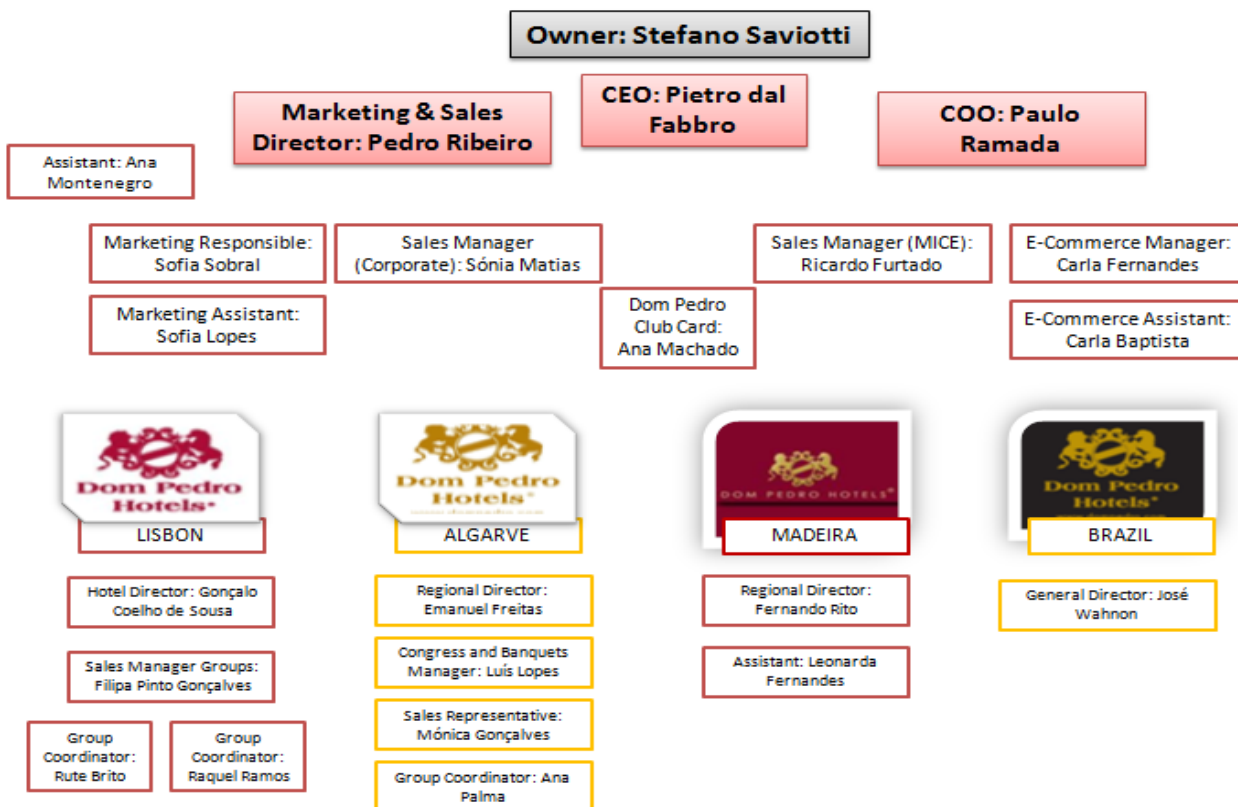 Owner: Stefano Saviotti
CEO: Pietro dal
Fabbro
Marketing & Sales
Director: Pedro Ribeiro
COO: Paulo
Ramada
Assistant: Ana
Montenegro
Marketing Responsible:
Sofia Sobral
Sales Manager
(Corporate): Sónia Matias
Sales Manager (MICE):
Ricardo Furtado
E-Commerce Manager:
Carla Fernandes
Marketing Assistant:
Sofia Lopes
Dom Pedro
Club Card:
Ana Machado
E-Commerce Assistant:
Carla Baptista
Dom Pedro
Hotels
LISBON
Dom Pedro
Hotels
ALGARVE
DOM PEDRO HOTELS®
MADEIRA
Dom Pedro
Hotels
BRAZIL
Hotel Director: Gonçalo
Coelho de Sousa
Sales Manager Groups:
Filipa Pinto Gonçalves
Group
Coordinator:
Rute Brito
Group
Coordinator:
Raquel Ramos
Regional Director:
Emanuel Freitas
Congress and Banquets
Manager: Luís Lopes
Sales Representative:
Mónica Gonçalves
Group Coordinator: Ana
Palma
Regional Director:
Fernando Rito
Assistant: Leonarda
Fernandes
General Director: José
Wahnon